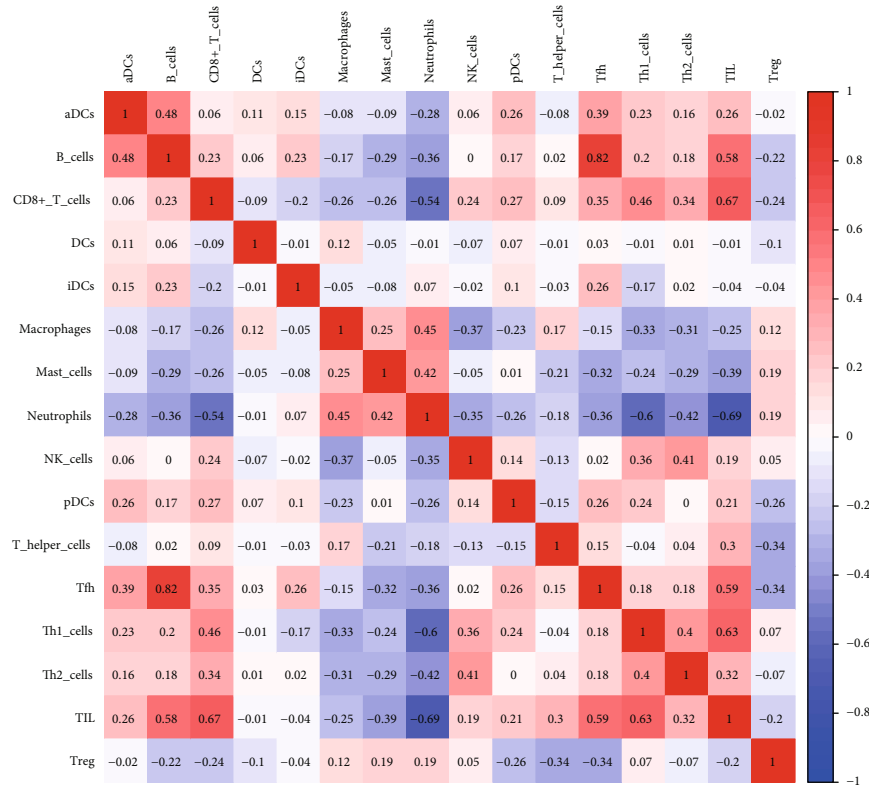 aDCs B_cells CD8+_T_cells DCs iDCs Macrophages Mast_cells Neutrophils NK_cells pDCs T_helper_cells Tfh Th1_cells Th2_cells TIL Treg
aDCs 1 0.48 0.06 0.11 0.15 −0.08 −0.09 −0.28 0.06 0.26 −0.08 0.39 0.23 0.16 0.26 −0.02
B_cells 0.48 1 0.23 0.06 0.23 −0.17 −0.29 −0.36 0 0.17 0.02 0.82 0.2 0.18 0.58 −0.22
CD8+_T_cells 0.06 0.23 1 −0.09 −0.2 −0.26 −0.26 −0.54 0.24 0.27 0.09 0.35 0.46 0.34 0.67 −0.24
DCs 0.11 0.06 −0.09 1 −0.01 0.12 −0.05 −0.01 −0.07 0.07 −0.01 0.03 −0.01 0.01 −0.01 −0.1
iDCs 0.15 0.23 −0.2 −0.01 1 −0.05 −0.08 0.07 −0.02 0.1 −0.03 0.26 −0.17 0.02 −0.04 −0.04
Macrophages −0.08 −0.17 −0.26 0.12 −0.05 1 0.25 0.45 −0.37 −0.23 0.17 −0.15 −0.33 −0.31 −0.25 0.12
Mast_cells −0.09 −0.29 −0.26 −0.05 −0.08 0.25 1 0.42 −0.05 0.01 −0.21 −0.32 −0.24 −0.29 −0.39 0.19
Neutrophils −0.28 −0.36 −0.54 −0.01 0.07 0.45 0.42 1 −0.35 −0.26 −0.18 −0.36 −0.6 −0.42 −0.69 0.19
NK_cells 0.06 0 0.24 −0.07 −0.02 −0.37 −0.05 −0.35 1 0.14 −0.13 0.02 0.36 0.41 0.19 0.05
pDCs 0.26 0.17 0.27 0.07 0.1 −0.23 0.01 −0.26 0.14 1 −0.15 0.26 0.24 0 0.21 −0.26
T_helper_cells −0.08 0.02 0.09 −0.01 −0.03 0.17 −0.21 −0.18 −0.13 −0.15 1 0.15 −0.04 0.04 0.3 −0.34
Tfh 0.39 0.82 0.35 0.03 0.26 −0.15 −0.32 −0.36 0.02 0.26 0.15 1 0.18 0.18 0.59 −0.34
Th1_cells 0.23 0.2 0.46 −0.01 −0.17 −0.33 −0.24 −0.6 0.36 0.24 −0.04 0.18 1 0.4 0.63 0.07
Th2_cells 0.16 0.18 0.34 0.01 0.02 −0.31 −0.29 −0.42 0.41 0 0.04 0.18 0.4 1 0.32 −0.07
TIL 0.26 0.58 0.67 −0.01 −0.04 −0.25 −0.39 −0.69 0.19 0.21 0.3 0.59 0.63 0.32 1 −0.2
Treg −0.02 −0.22 −0.24 −0.1 −0.04 0.12 0.19 0.19 0.05 −0.26 −0.34 −0.34 0.07 −0.07 −0.2 1
1
0.8
0.6
0.4
0.2
0
−0.2
−0.4
−0.6
−0.8
−1